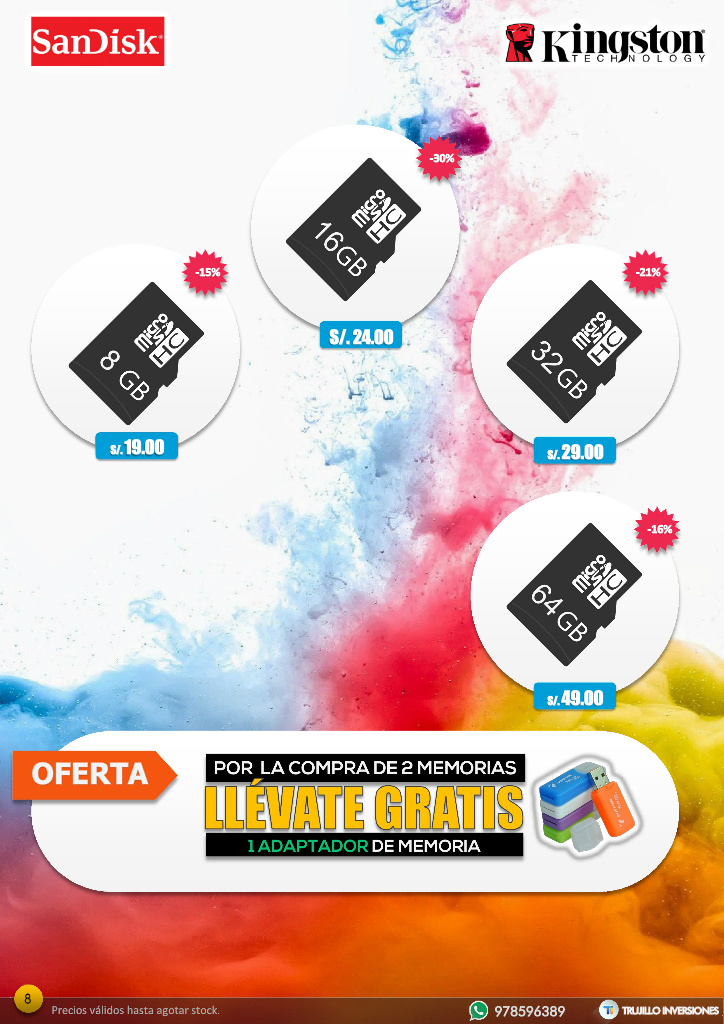 SanDisk®
Kingston®
TECHNOLOGY
-30%
micro
SD
HC
16GB
S/. 24.00
-15%
micro
SD
HC
8 GB
S/. 19.00
-21%
micro
SD
HC
32GB
S/. 29.00
-16%
micro
SD
HC
64GB
S/. 49.00
OFERTA
POR LA COMPRA DE 2 MEMORIAS
LLÉVATE GRATIS
1 ADAPTADOR DE MEMORIA
8
Precios válidos hasta agotar stock.
978596389
TRUJILLO INVERSIONES